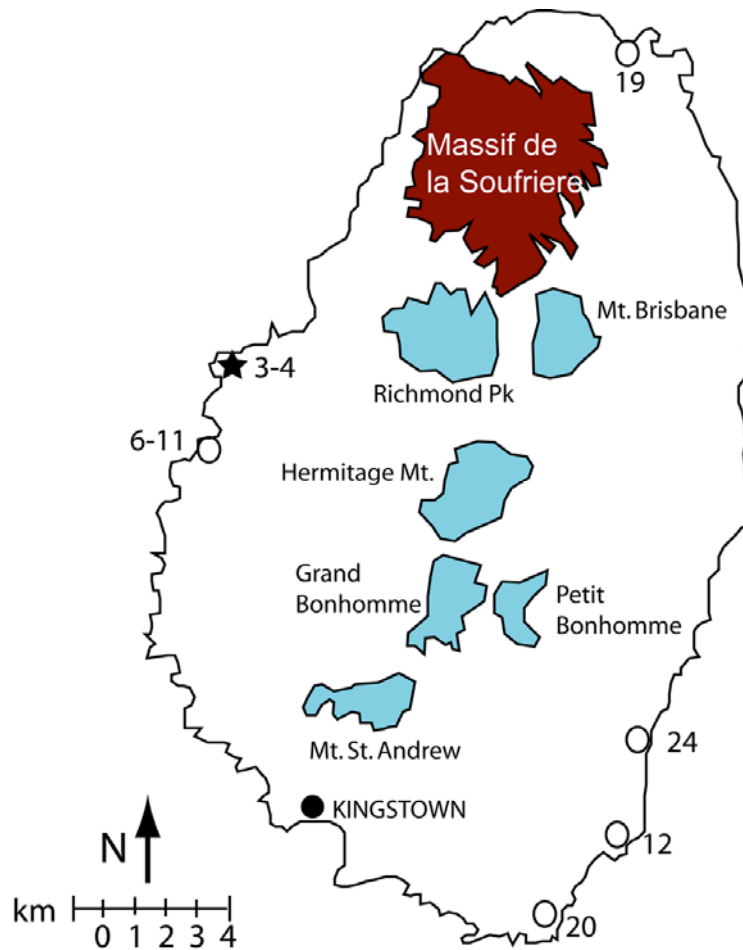 19
Massif de
la Soufriere
Mt. Brisbane
3-4
Richmond Pk
6-11
Hermitage Mt.
Grand
Bonhomme
Petit
Bonhomme
24
Mt. St. Andrew
KINGSTOWN
12
N
km
0 1 2 3 4
20